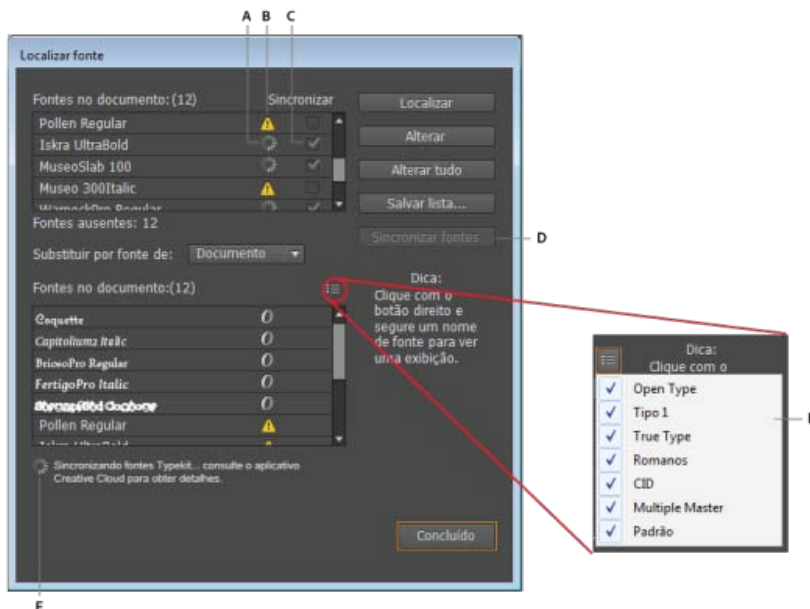 A B C
Localizar fonte
Fontes no documento: (12) Sincronizar
Pollen Regular
Iskra UltraBold
MuseoSlab 100
Museo 300Italic
WarnockPro Regular
Fontes ausentes: 12
Localizar
Alterar
Alterar tudo
Salvar lista...
Sincronizar fontes
D
Substituir por fonte de: Documento
Fontes no documento:(12)
Coquette
Capitolium2 Italic
BriosoPro Regular
FertigoPro Italic
Pollen Regular
Iskra UltraBold
Dica:
Clique com o
botão direito e
segure um nome
de fonte para ver
uma exibição.
Sincronizando fontes Typekit... consulte o aplicativo
Creative Cloud para obter detalhes.
Concluído
Dica:
Clique com o
Open Type
Tipo 1
True Type
Romanos
CID
Multiple Master
Padrão